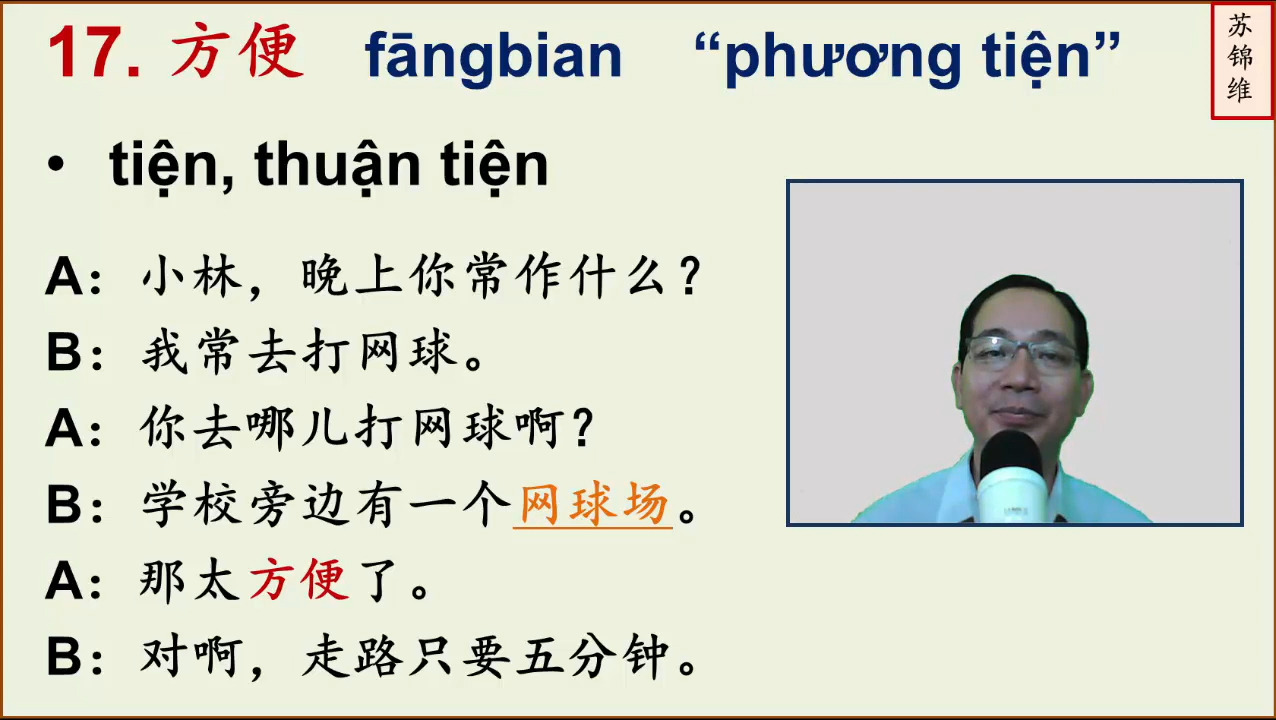 17. 方便 fāngbian “phương tiện”
苏锦维
• tiện, thuận tiện
A：小林，晚上你常作什么？
B：我常去打网球。
A：你去哪儿打网球啊？
B：学校旁边有一个网球场。
A：那太方便了。
B：对啊，走路只要五分钟。